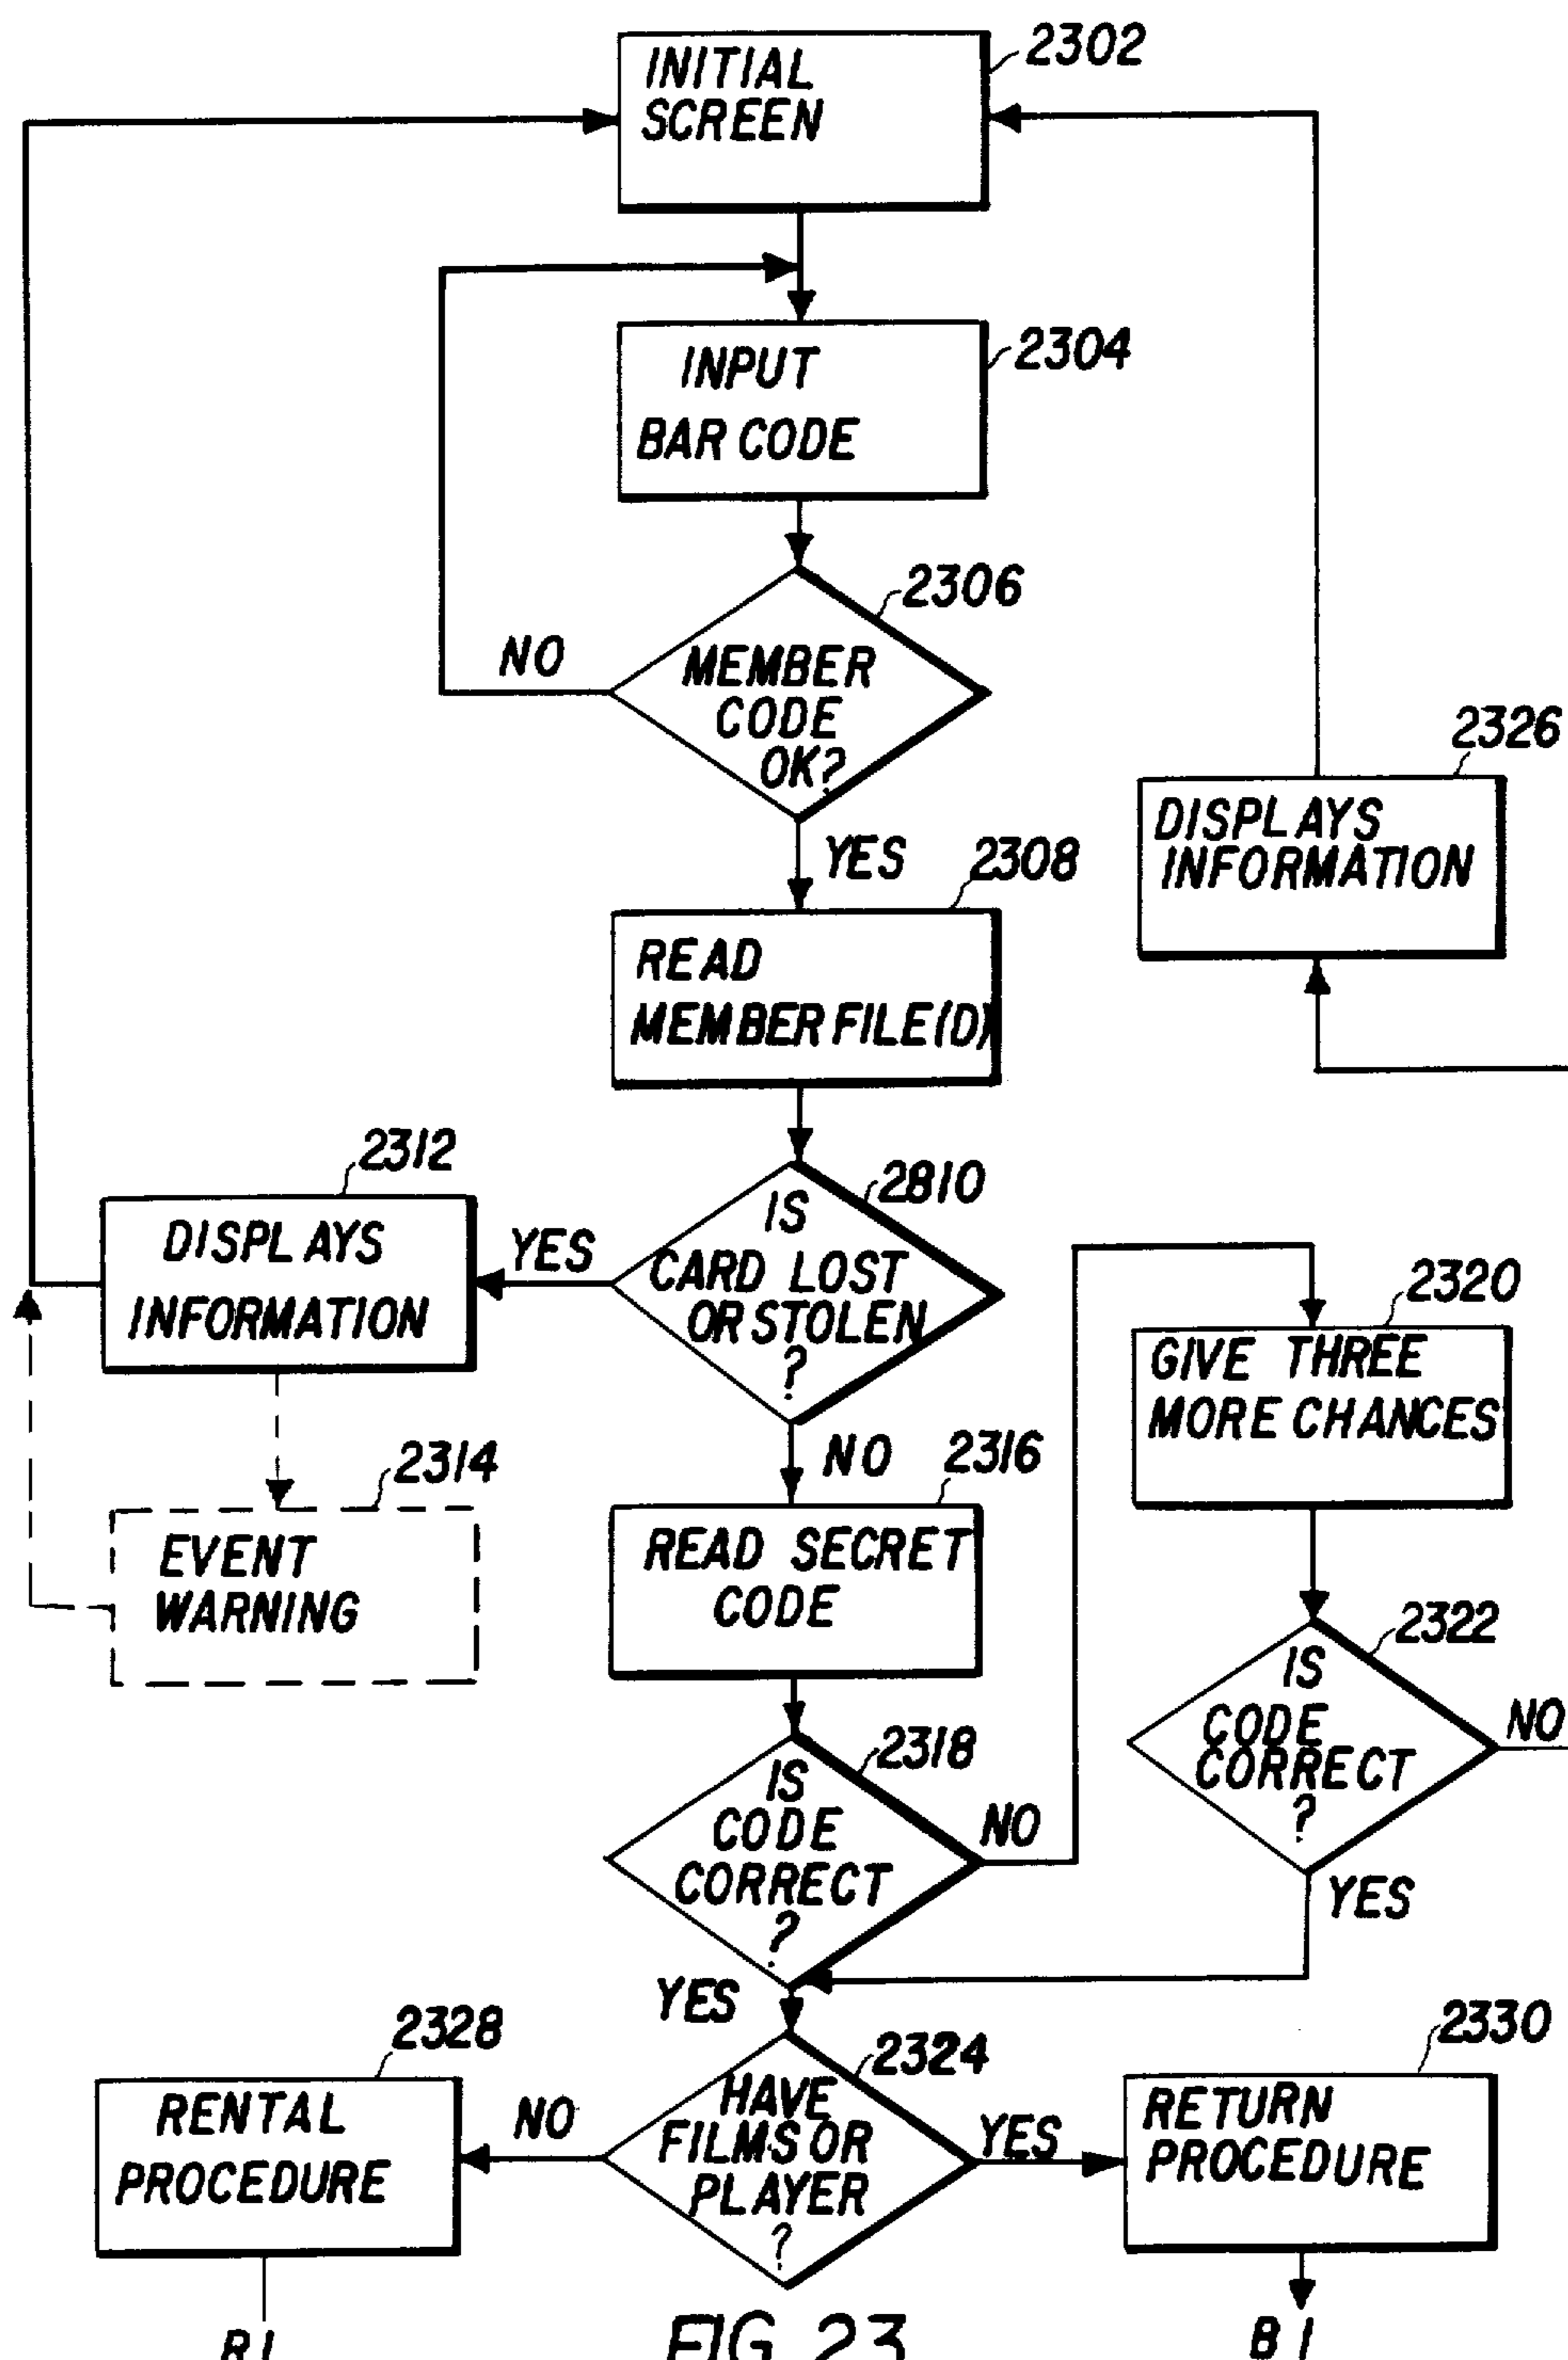 INITIAL
SCREEN
2302
INPUT
BAR CODE
2304
MEMBER
CODE
OK?
2306
NO
YES
READ
MEMBER FILE(D)
2308
DISPLAYS
INFORMATION
2326
IS
CARD LOST
OR STOLEN
?
2810
YES
DISPLAYS
INFORMATION
2312
EVENT
WARNING
2314
NO
READ SECRET
CODE
2316
GIVE THREE
MORE CHANCES
2320
IS
CODE
CORRECT
?
2322
NO
YES
IS
CODE
CORRECT
?
2318
NO
YES
HAVE
FILMS OR
PLAYER
?
2324
NO
RENTAL
PROCEDURE
2328
YES
RETURN
PROCEDURE
2330
B1
FIG. 23